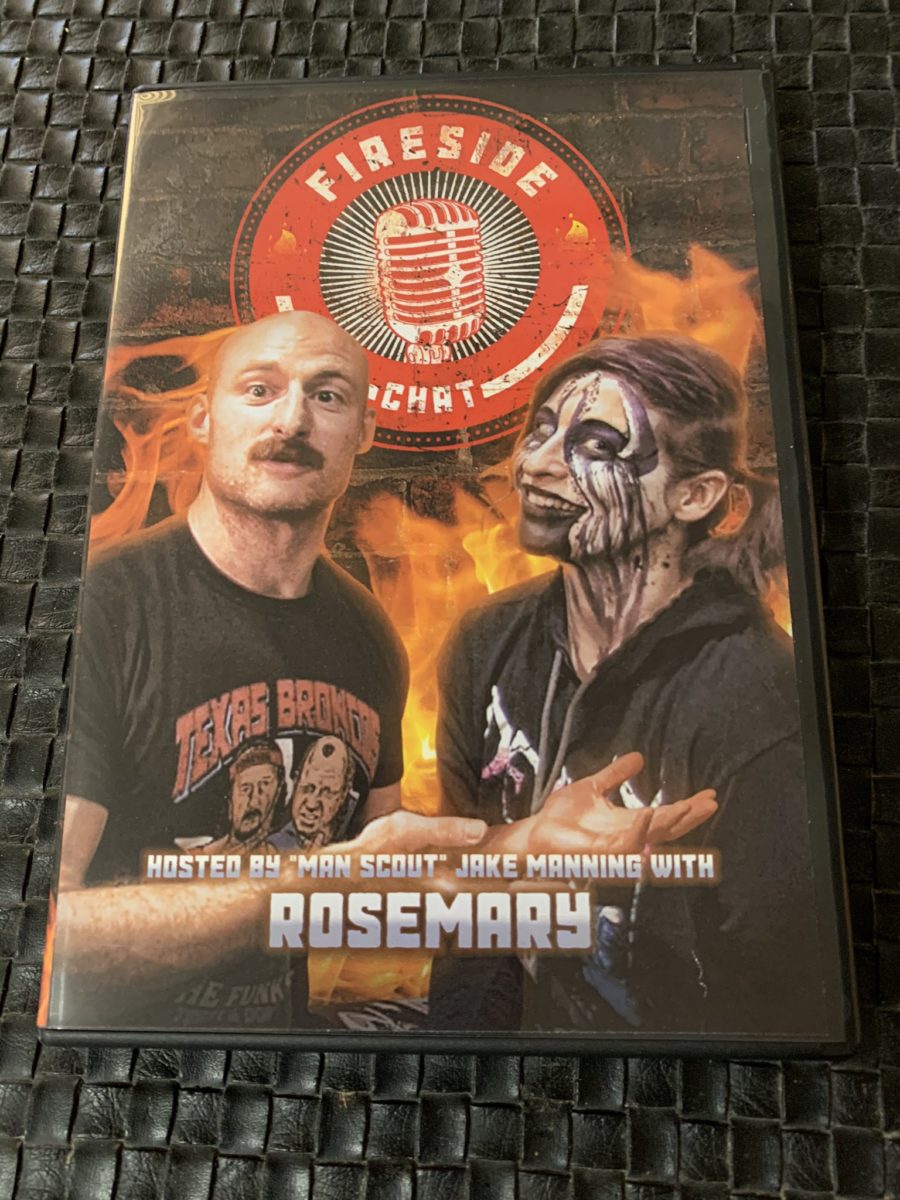 FIRESIDE
CHAT
TEXAS BRONCOS
HOSTED BY "MAN SCOUT" JAKE MANNING WITH
ROSEMARY